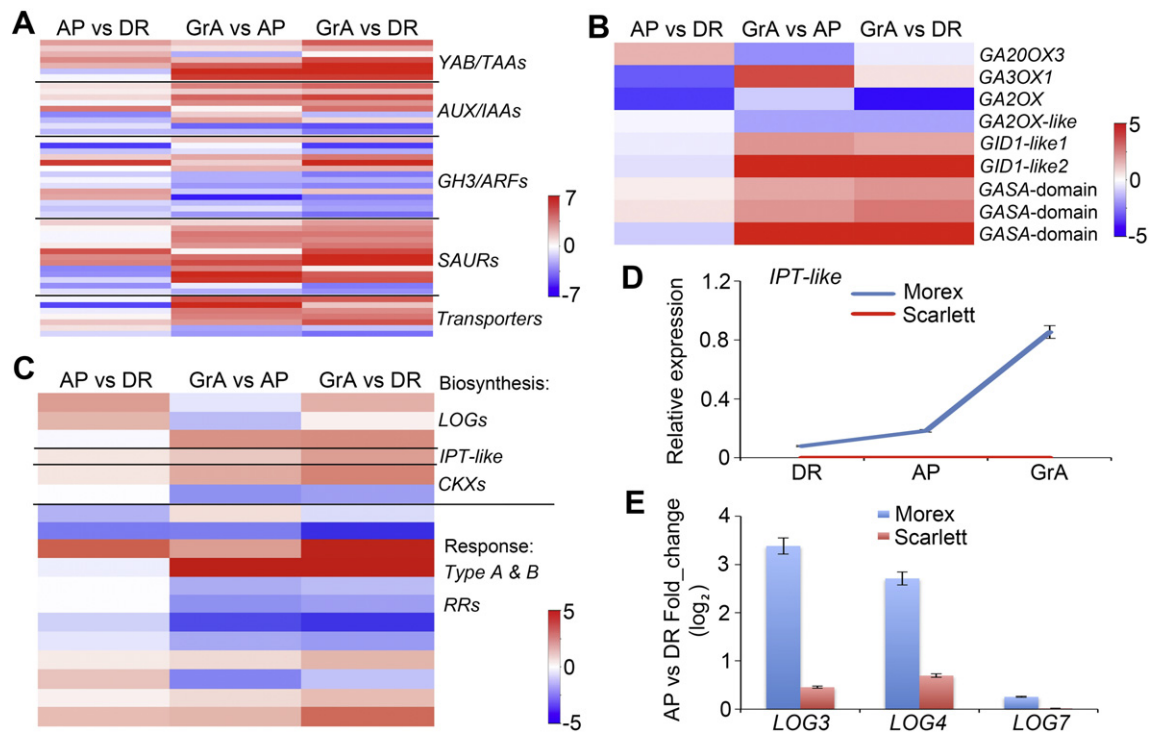 A
AP vs DR GrA vs AP GrA vs DR
YAB/TAAs
AUX/IAAs
GH3/ARFs
SAURs
Transporters
7
0
-7
B
AP vs DR GrA vs AP GrA vs DR
GA20OX3
GA3OX1
GA2OX
GA2OX-like
GID1-like1
GID1-like2
GASA-domain
GASA-domain
GASA-domain
5
0
-5
C
AP vs DR GrA vs AP GrA vs DR
Biosynthesis:
LOGs
IPT-like
CKXs
Response:
Type A & B
RRs
5
0
-5
D
IPT-like
Morex
Scarlett
Relative expression
1.2
0.8
0.4
0
DR AP GrA
E
Morex
Scarlett
AP vs DR Fold_change
(log₂)
4
3
2
1
0
LOG3 LOG4 LOG7